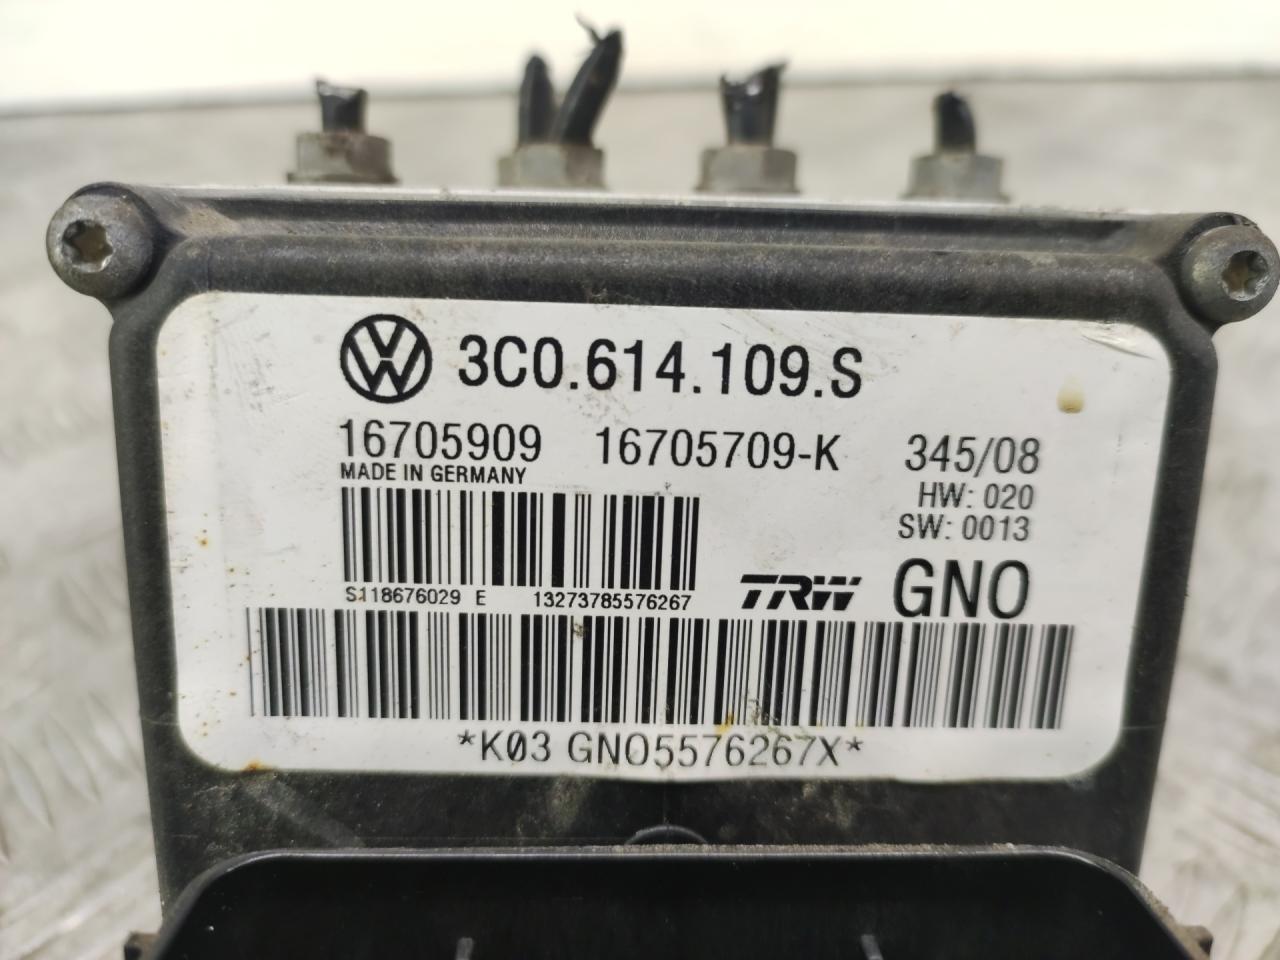 3C0.614.109.S
16705909 16705709-K 345/08
MADE IN GERMANY
HW: 020
SW: 0013
S118676029 E 13273785576267
TRW GNO
*K03 GNO5576267X*